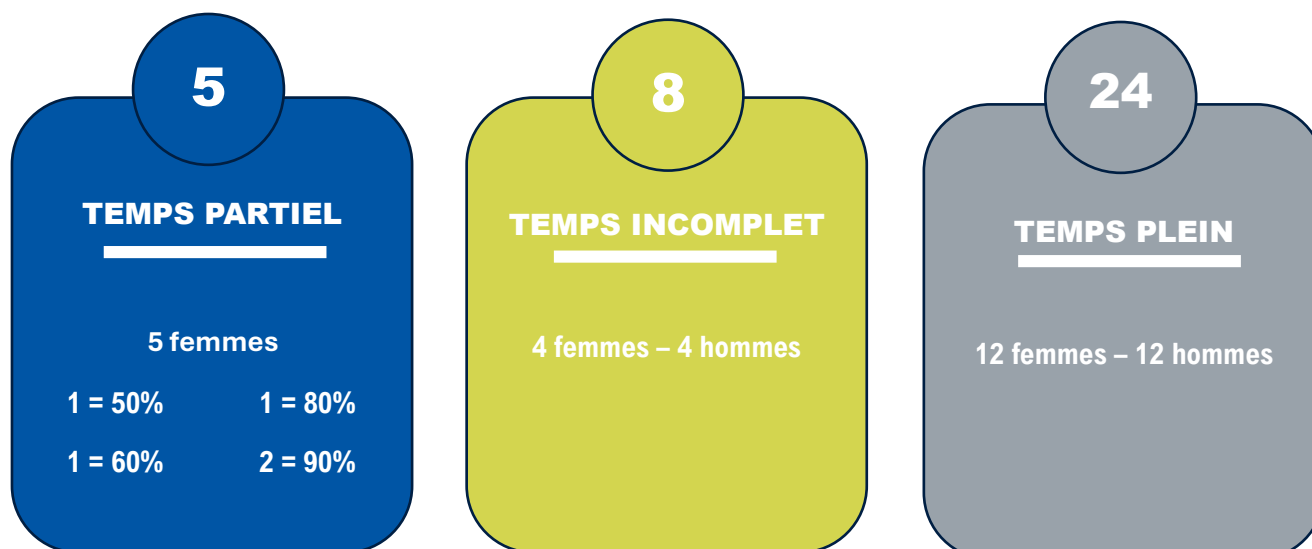 5
TEMPS PARTIEL
5 femmes
1 = 50%
1 = 80%
1 = 60%
2 = 90%
8
TEMPS INCOMPLET
4 femmes – 4 hommes
24
TEMPS PLEIN
12 femmes – 12 hommes